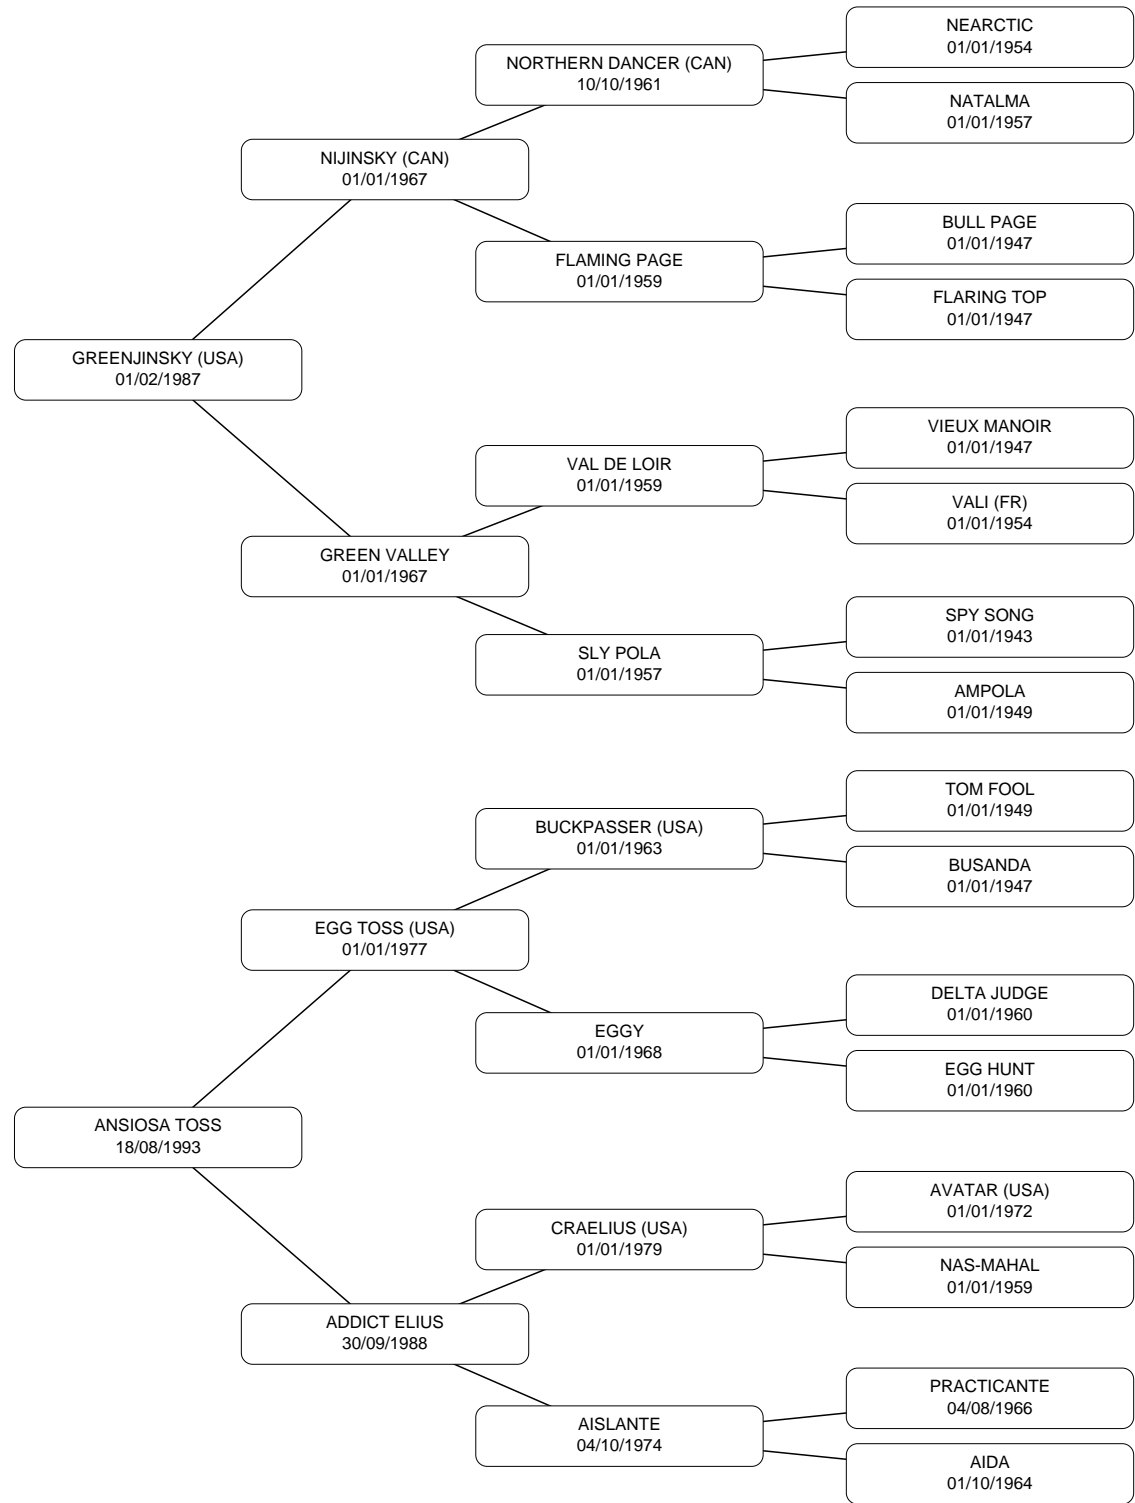 NEARCTIC
01/01/1954
NORTHERN DANCER (CAN)
10/10/1961
NATALMA
01/01/1957
NIJINSKY (CAN)
01/01/1967
BULL PAGE
01/01/1947
FLAMING PAGE
01/01/1959
FLARING TOP
01/01/1947
GREENJINSKY (USA)
01/02/1987
VIEUX MANOIR
01/01/1947
VAL DE LOIR
01/01/1959
VALI (FR)
01/01/1954
GREEN VALLEY
01/01/1967
SPY SONG
01/01/1943
SLY POLA
01/01/1957
AMPOLA
01/01/1949
TOM FOOL
01/01/1949
BUCKPASSER (USA)
01/01/1963
BUSANDA
01/01/1947
EGG TOSS (USA)
01/01/1977
DELTA JUDGE
01/01/1960
EGGY
01/01/1968
EGG HUNT
01/01/1960
ANSIOSA TOSS
18/08/1993
AVATAR (USA)
01/01/1972
CRAELIUS (USA)
01/01/1979
NAS-MAHAL
01/01/1959
ADDICT ELIUS
30/09/1988
PRACTICANTE
04/08/1966
AISLANTE
04/10/1974
AIDA
01/10/1964